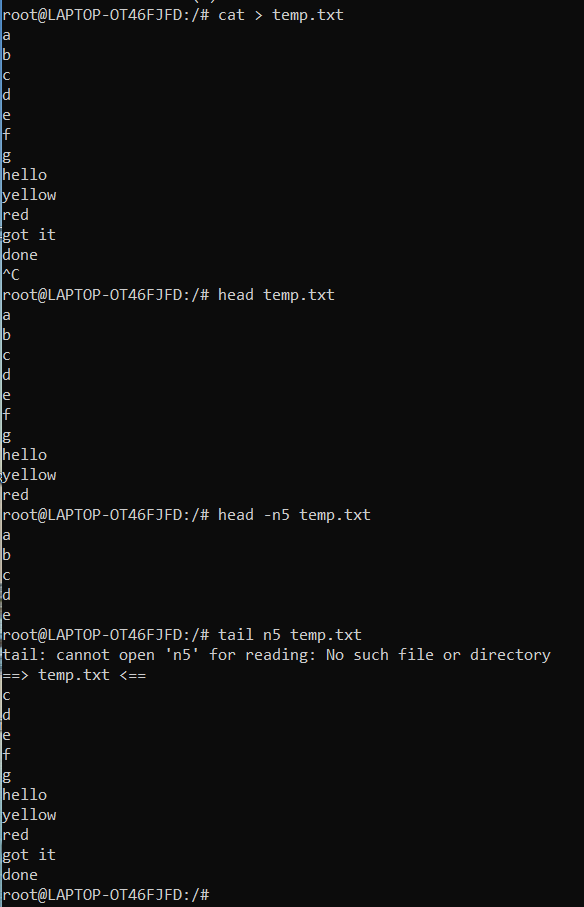 root@LAPTOP-OT46FJFD:/# cat > temp.txt
a
b
c
d
e
f
g
hello
yellow
red
got it
done
^C
root@LAPTOP-OT46FJFD:/# head temp.txt
a
b
c
d
e
f
g
hello
yellow
red
root@LAPTOP-OT46FJFD:/# head -n5 temp.txt
a
b
c
d
e
root@LAPTOP-OT46FJFD:/# tail n5 temp.txt
tail: cannot open 'n5' for reading: No such file or directory
==> temp.txt <==
c
d
e
f
g
hello
yellow
red
got it
done
root@LAPTOP-OT46FJFD:/#